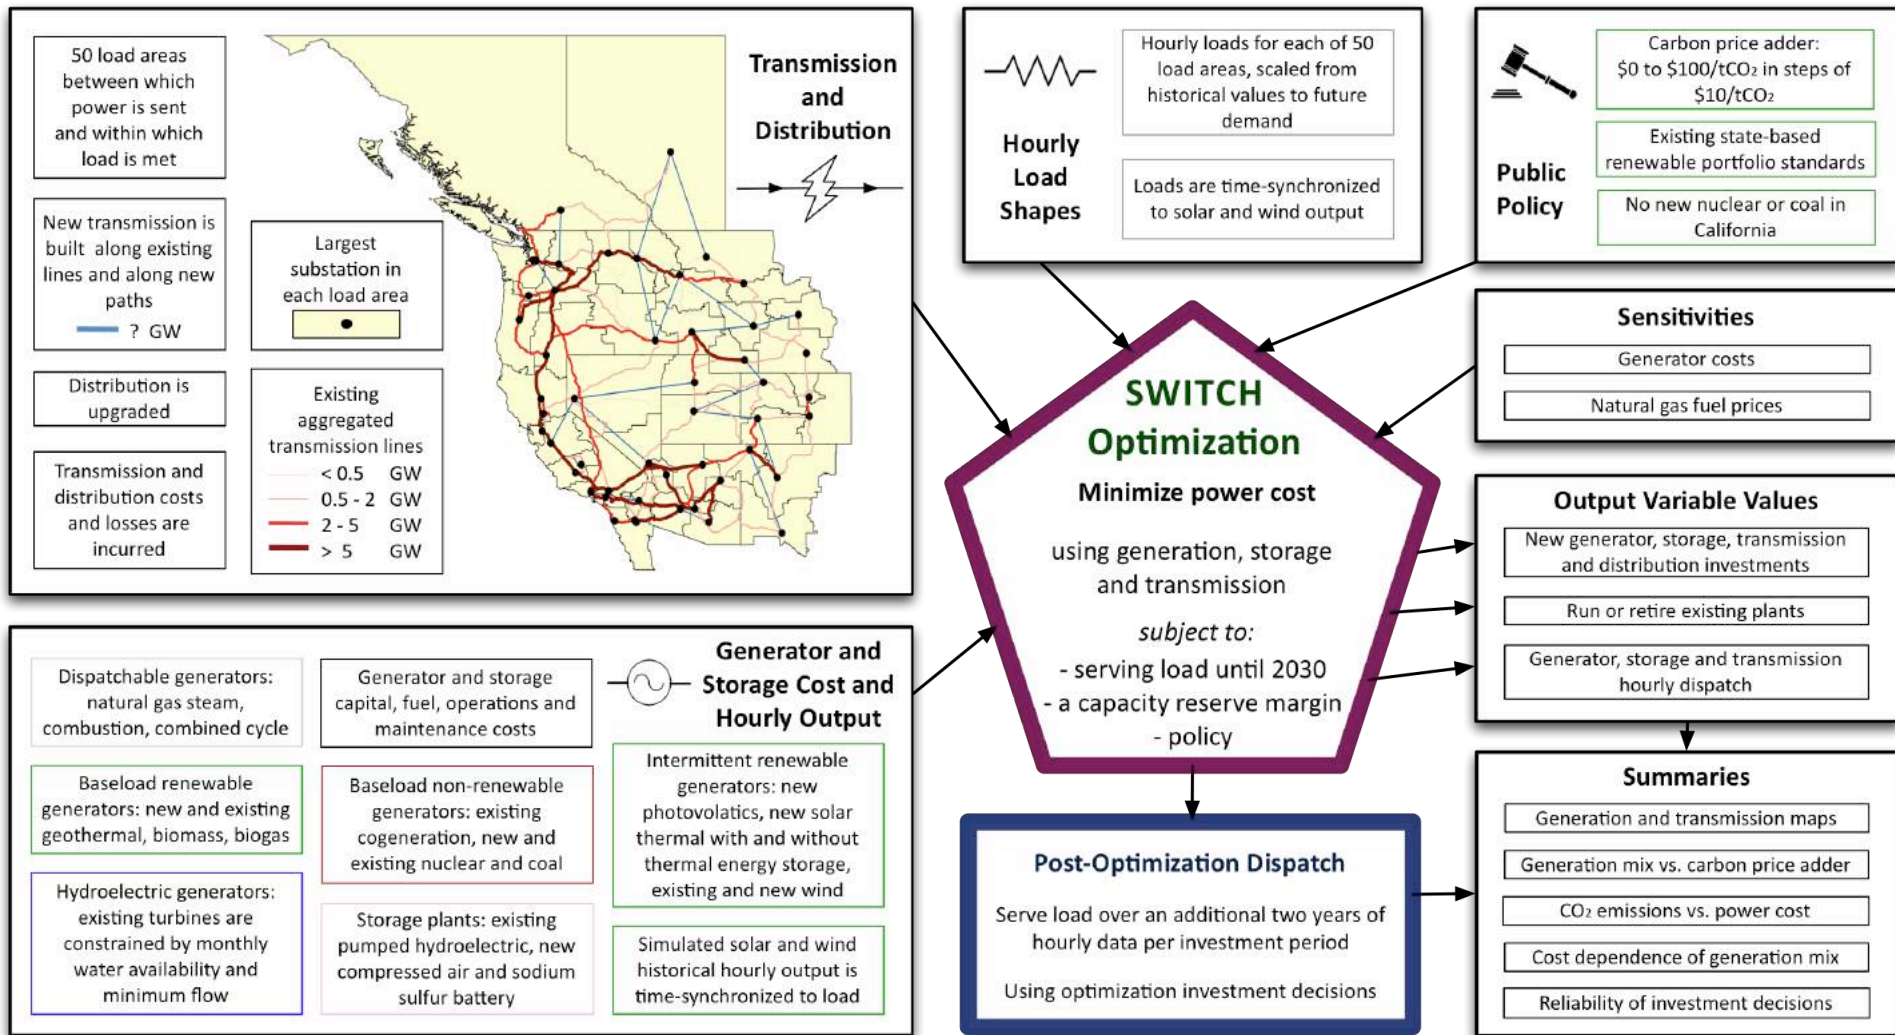 50 load areas
between which
power is sent
and within which
load is met
New transmission is
built along existing
lines and along new
paths
? GW
Distribution is
upgraded
Transmission and
distribution costs
and losses are
incurred
Largest
substation in
each load area
Existing
aggregated
transmission lines
< 0.5 GW
0.5 - 2 GW
2 - 5 GW
> 5 GW
Transmission
and
Distribution
Hourly
Load
Shapes
Hourly loads for each of 50
load areas, scaled from
historical values to future
demand
Loads are time-synchronized
to solar and wind output
Public
Policy
Carbon price adder:
$0 to $100/tCO₂ in steps of
$10/tCO₂
Existing state-based
renewable portfolio standards
No new nuclear or coal in
California
Sensitivities
Generator costs
Natural gas fuel prices
SWITCH
Optimization
Minimize power cost
using generation, storage
and transmission
subject to:
- serving load until 2030
- a capacity reserve margin
- policy
Output Variable Values
New generator, storage, transmission
and distribution investments
Run or retire existing plants
Generator, storage and transmission
hourly dispatch
Generator and
Storage Cost and
Hourly Output
Dispatchable generators:
natural gas steam,
combustion, combined cycle
Generator and storage
capital, fuel, operations and
maintenance costs
Baseload renewable
generators: new and existing
geothermal, biomass, biogas
Baseload non-renewable
generators: existing
cogeneration, new and
existing nuclear and coal
Intermittent renewable
generators: new
photovolatics, new solar
thermal with and without
thermal energy storage,
existing and new wind
Hydroelectric generators:
existing turbines are
constrained by monthly
water availability and
minimum flow
Storage plants: existing
pumped hydroelectric, new
compressed air and sodium
sulfur battery
Simulated solar and wind
historical hourly output is
time-synchronized to load
Post-Optimization Dispatch
Serve load over an additional two years of
hourly data per investment period
Using optimization investment decisions
Summaries
Generation and transmission maps
Generation mix vs. carbon price adder
CO₂ emissions vs. power cost
Cost dependence of generation mix
Reliability of investment decisions